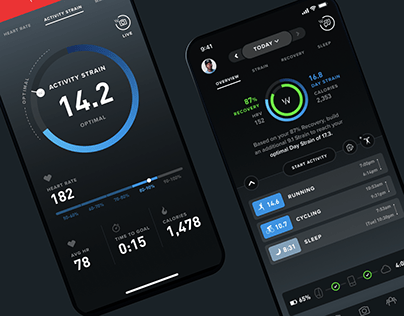 HEART RATE
ACTIVITY STRAIN
LIVE
ACTIVITY STRAIN
14.2
OPTIMAL
OPTIMAL
HEART RATE
182
50-60%
60-70%
70-80%
80-90%
90-100%
AVG HR
78
TIME TO GOAL
0:15
CALORIES
1,478
9:41
TODAY
OVERVIEW
STRAIN
RECOVERY
SLEEP
87%
RECOVERY
HRV
152
W
16.8
DAY STRAIN
CALORIES
2,353
Based on your 87% Recovery, build
an additional 9.1 Strain to reach your
optimal Day Strain of 17.3.
START ACTIVITY
14.6 RUNNING
10.7 CYCLING
8:31 SLEEP
65%